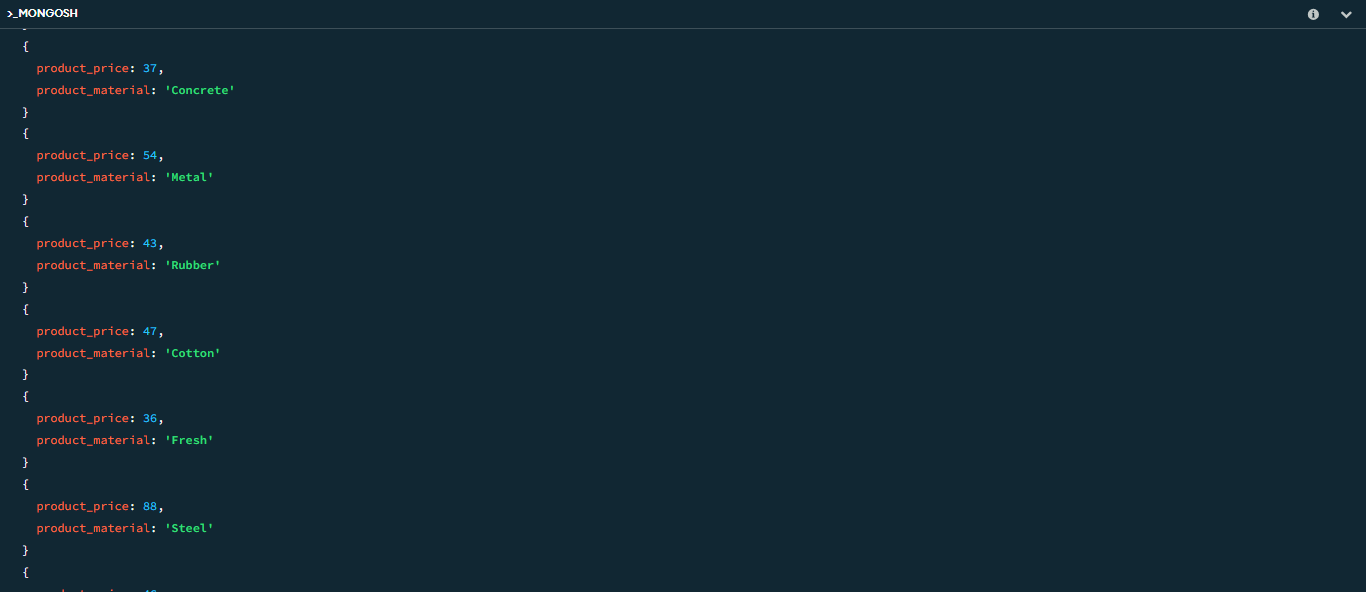 >_MONGOSH
{
product_price: 37,
product_material: 'Concrete'
}
{
product_price: 54,
product_material: 'Metal'
}
{
product_price: 43,
product_material: 'Rubber'
}
{
product_price: 47,
product_material: 'Cotton'
}
{
product_price: 36,
product_material: 'Fresh'
}
{
product_price: 88,
product_material: 'Steel'
}
{